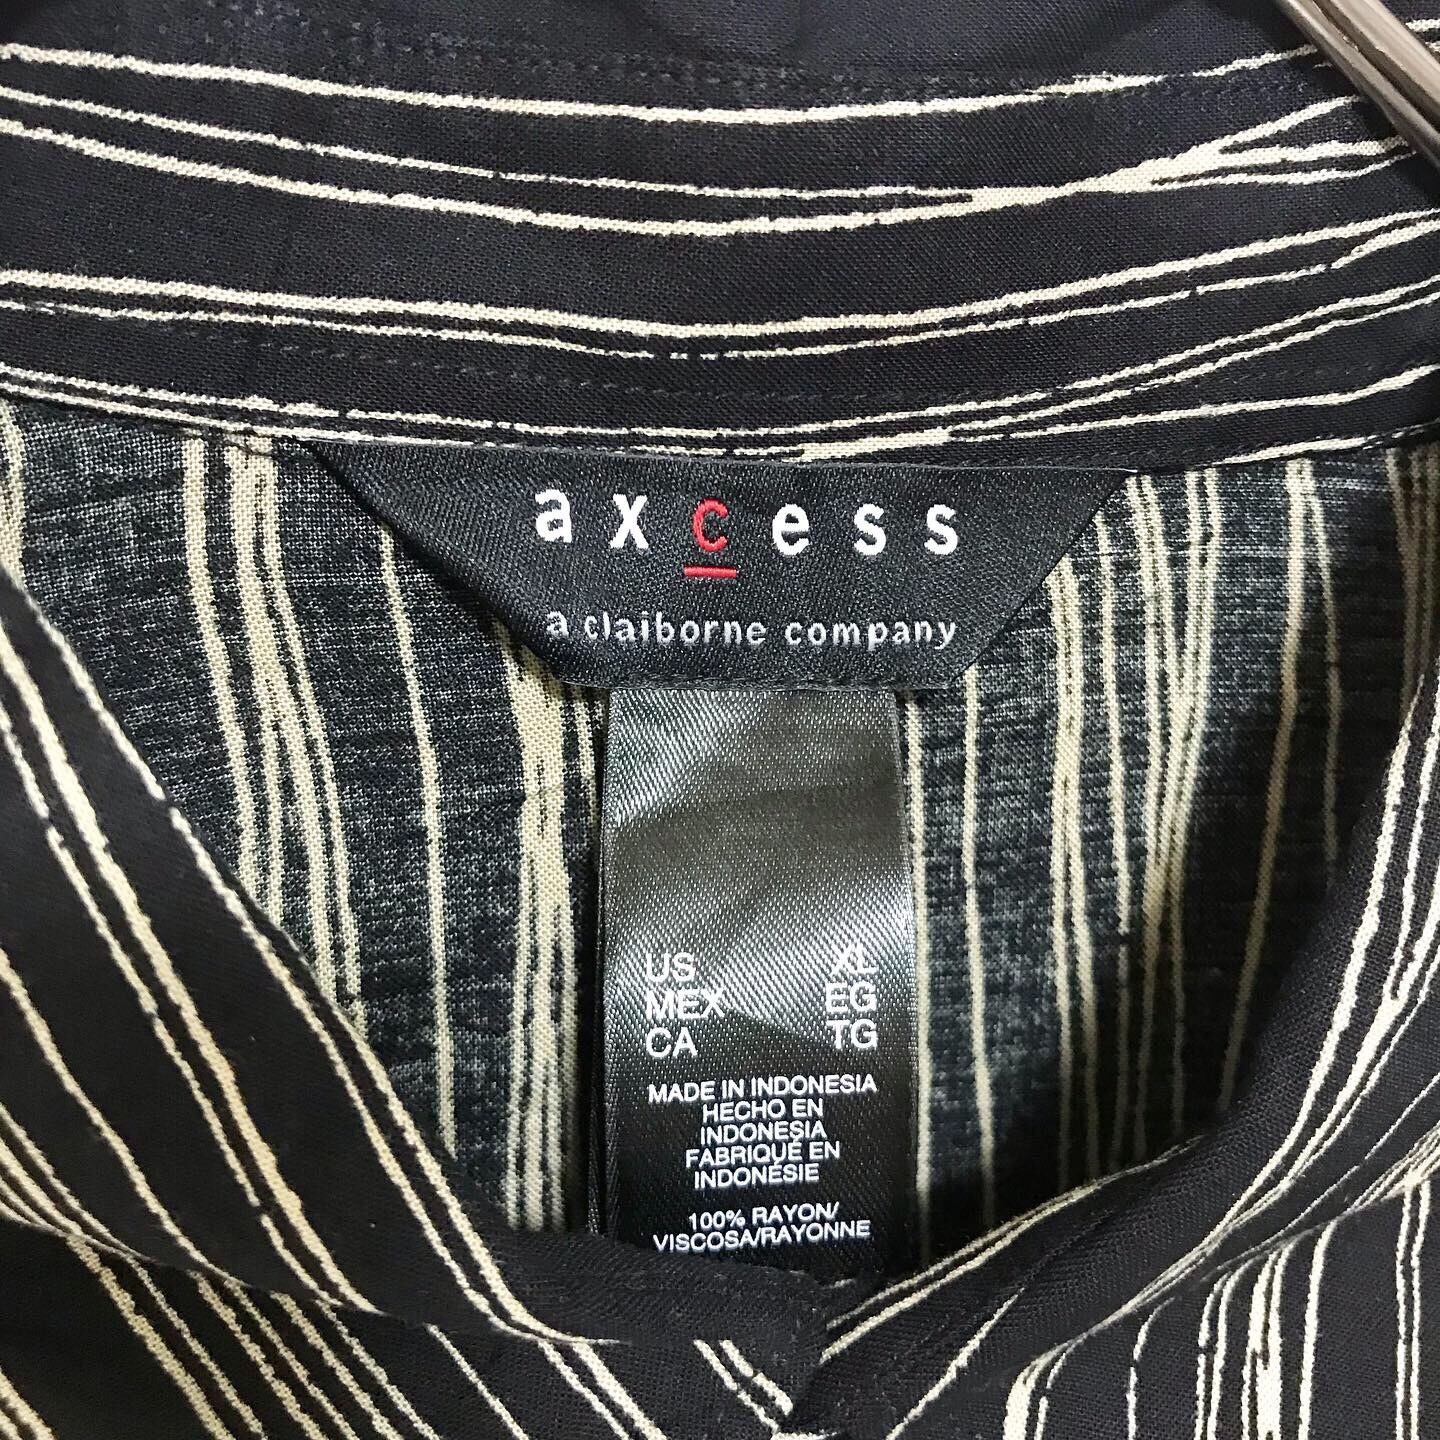 axcess
a claiborne company
US XL
MEX EG
CA TG
MADE IN INDONESIA
HECHO EN
INDONESIA
FABRIQUÉ EN
INDONÉSIE
100% RAYON/
VISCOSA/RAYONNE